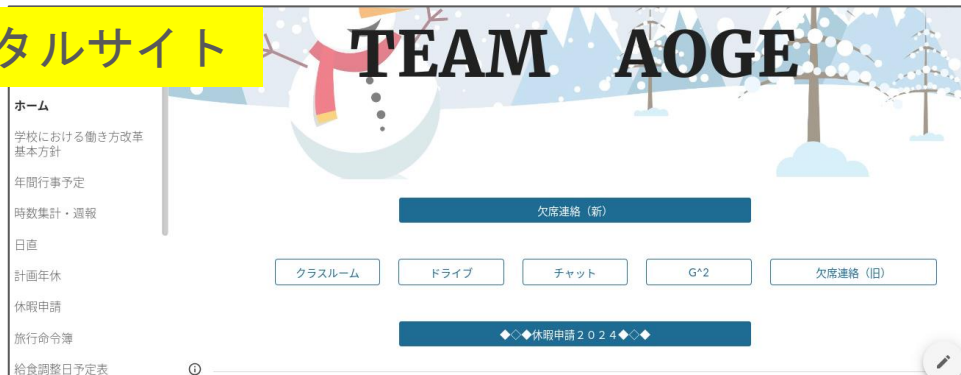 タルサイト
TEAM AOGE
ホーム
学校における働き方改革
基本方針
年間行事予定
時数集計・週報
日直
計画年休
休暇申請
旅行命令簿
給食調整日予定表
欠席連絡（新）
クラスルーム
ドライブ
チャット
G^2
欠席連絡（旧）
◆◇◆休暇申請２０２４◆◇◆